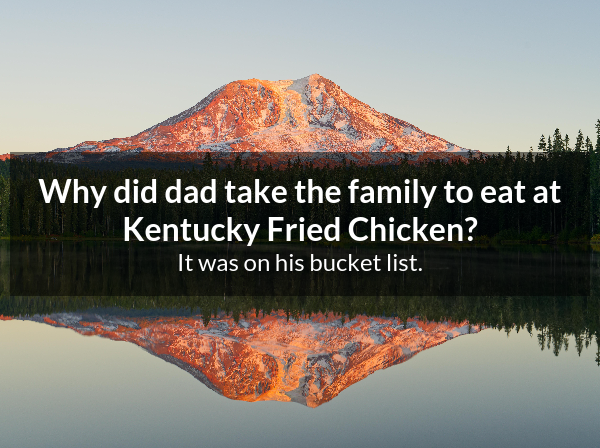 Why did dad take the family to eat at
Kentucky Fried Chicken?
It was on his bucket list.